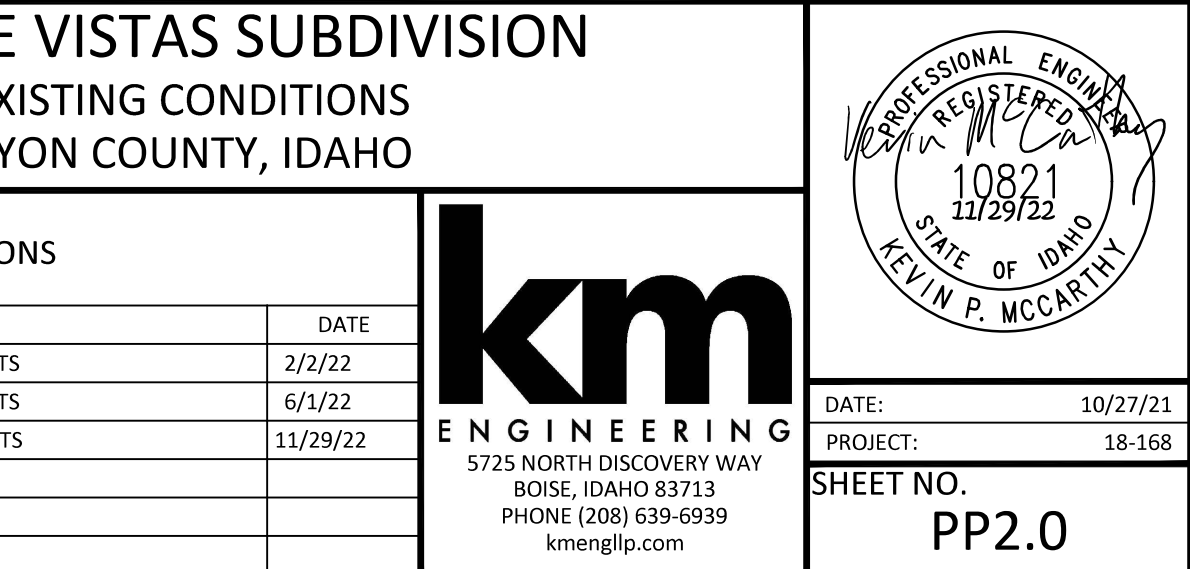 E VISTAS SUBDIVISION
XISTING CONDITIONS
YON COUNTY, IDAHO
ONS
DATE
TS 2/2/22
TS 6/1/22
TS 11/29/22
km
ENGINEERING
5725 NORTH DISCOVERY WAY
BOISE, IDAHO 83713
PHONE (208) 639-6939
kmengllp.com
PROFESSIONAL ENGINEER
REGISTERED
Kevin McCarthy
10821
11/29/22
STATE OF IDAHO
KEVIN P. MCCARTHY
DATE: 10/27/21
PROJECT: 18-168
SHEET NO.
PP2.0